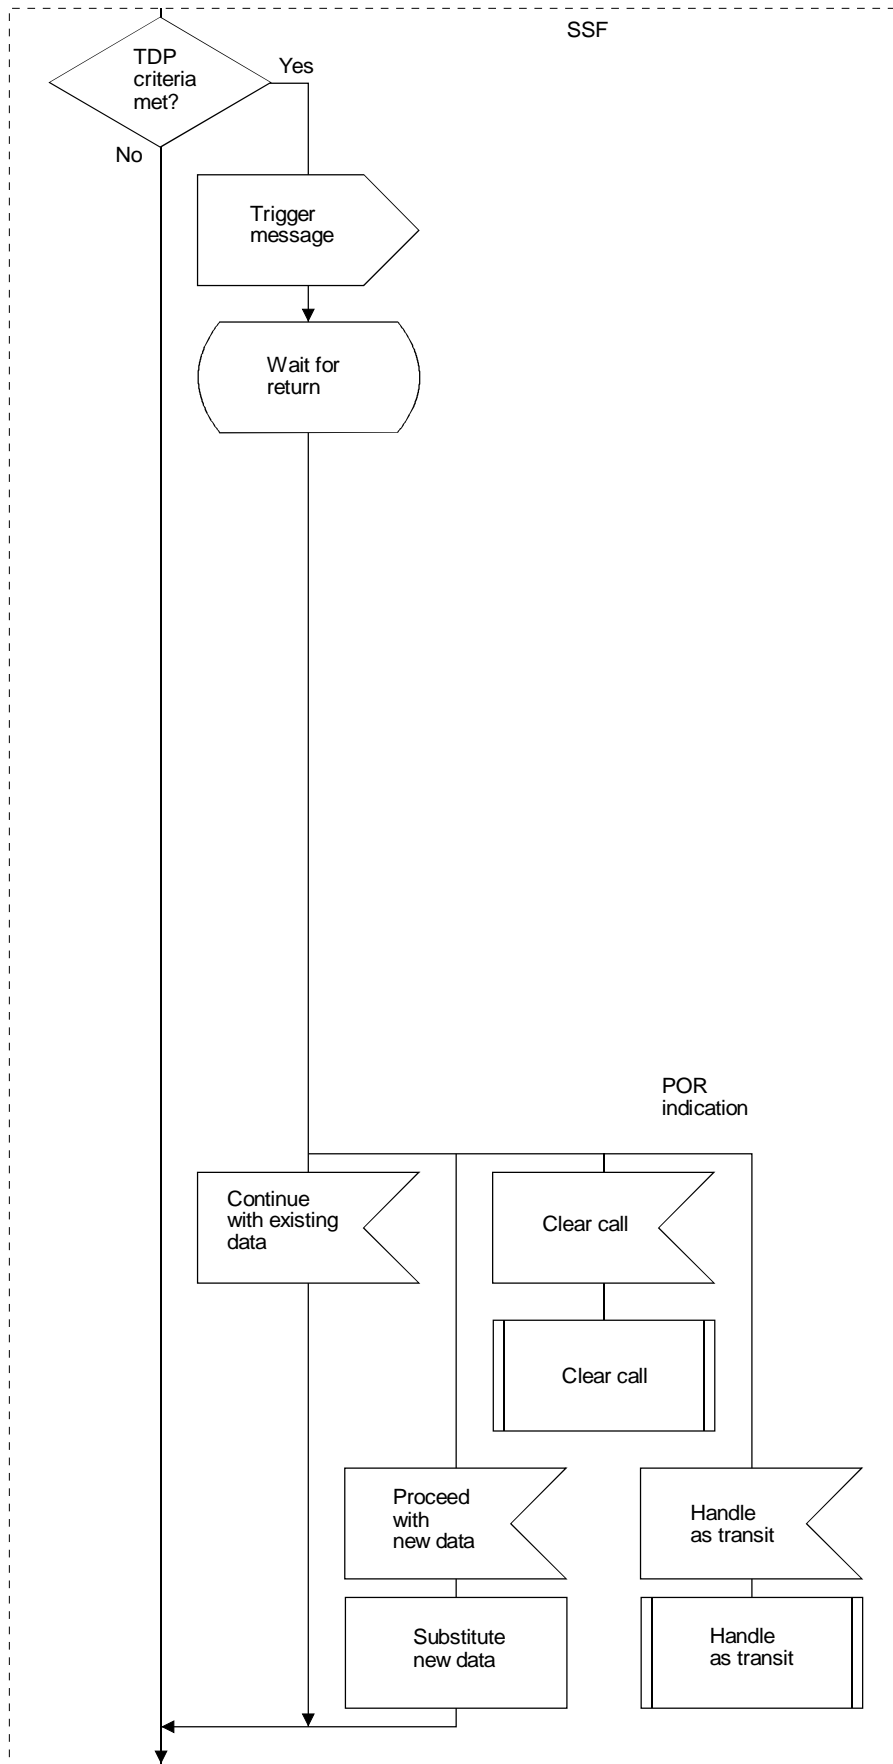 SSF
TDP
criteria
met?
Yes
No
Trigger
message
Wait for
return
POR
indication
Continue
with existing
data
Clear call
Clear call
Proceed
with
new data
Handle
as transit
Substitute
new data
Handle
as transit